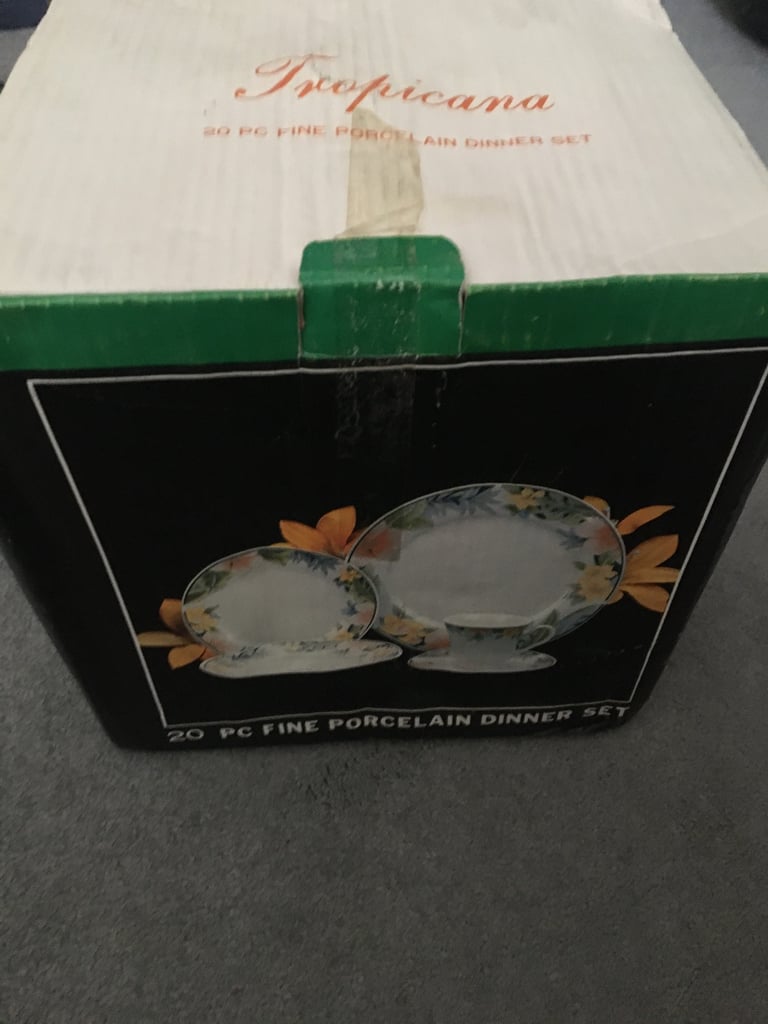 Tropicana
20 PC FINE PORCELAIN DINNER SET
20 PC FINE PORCELAIN DINNER SET